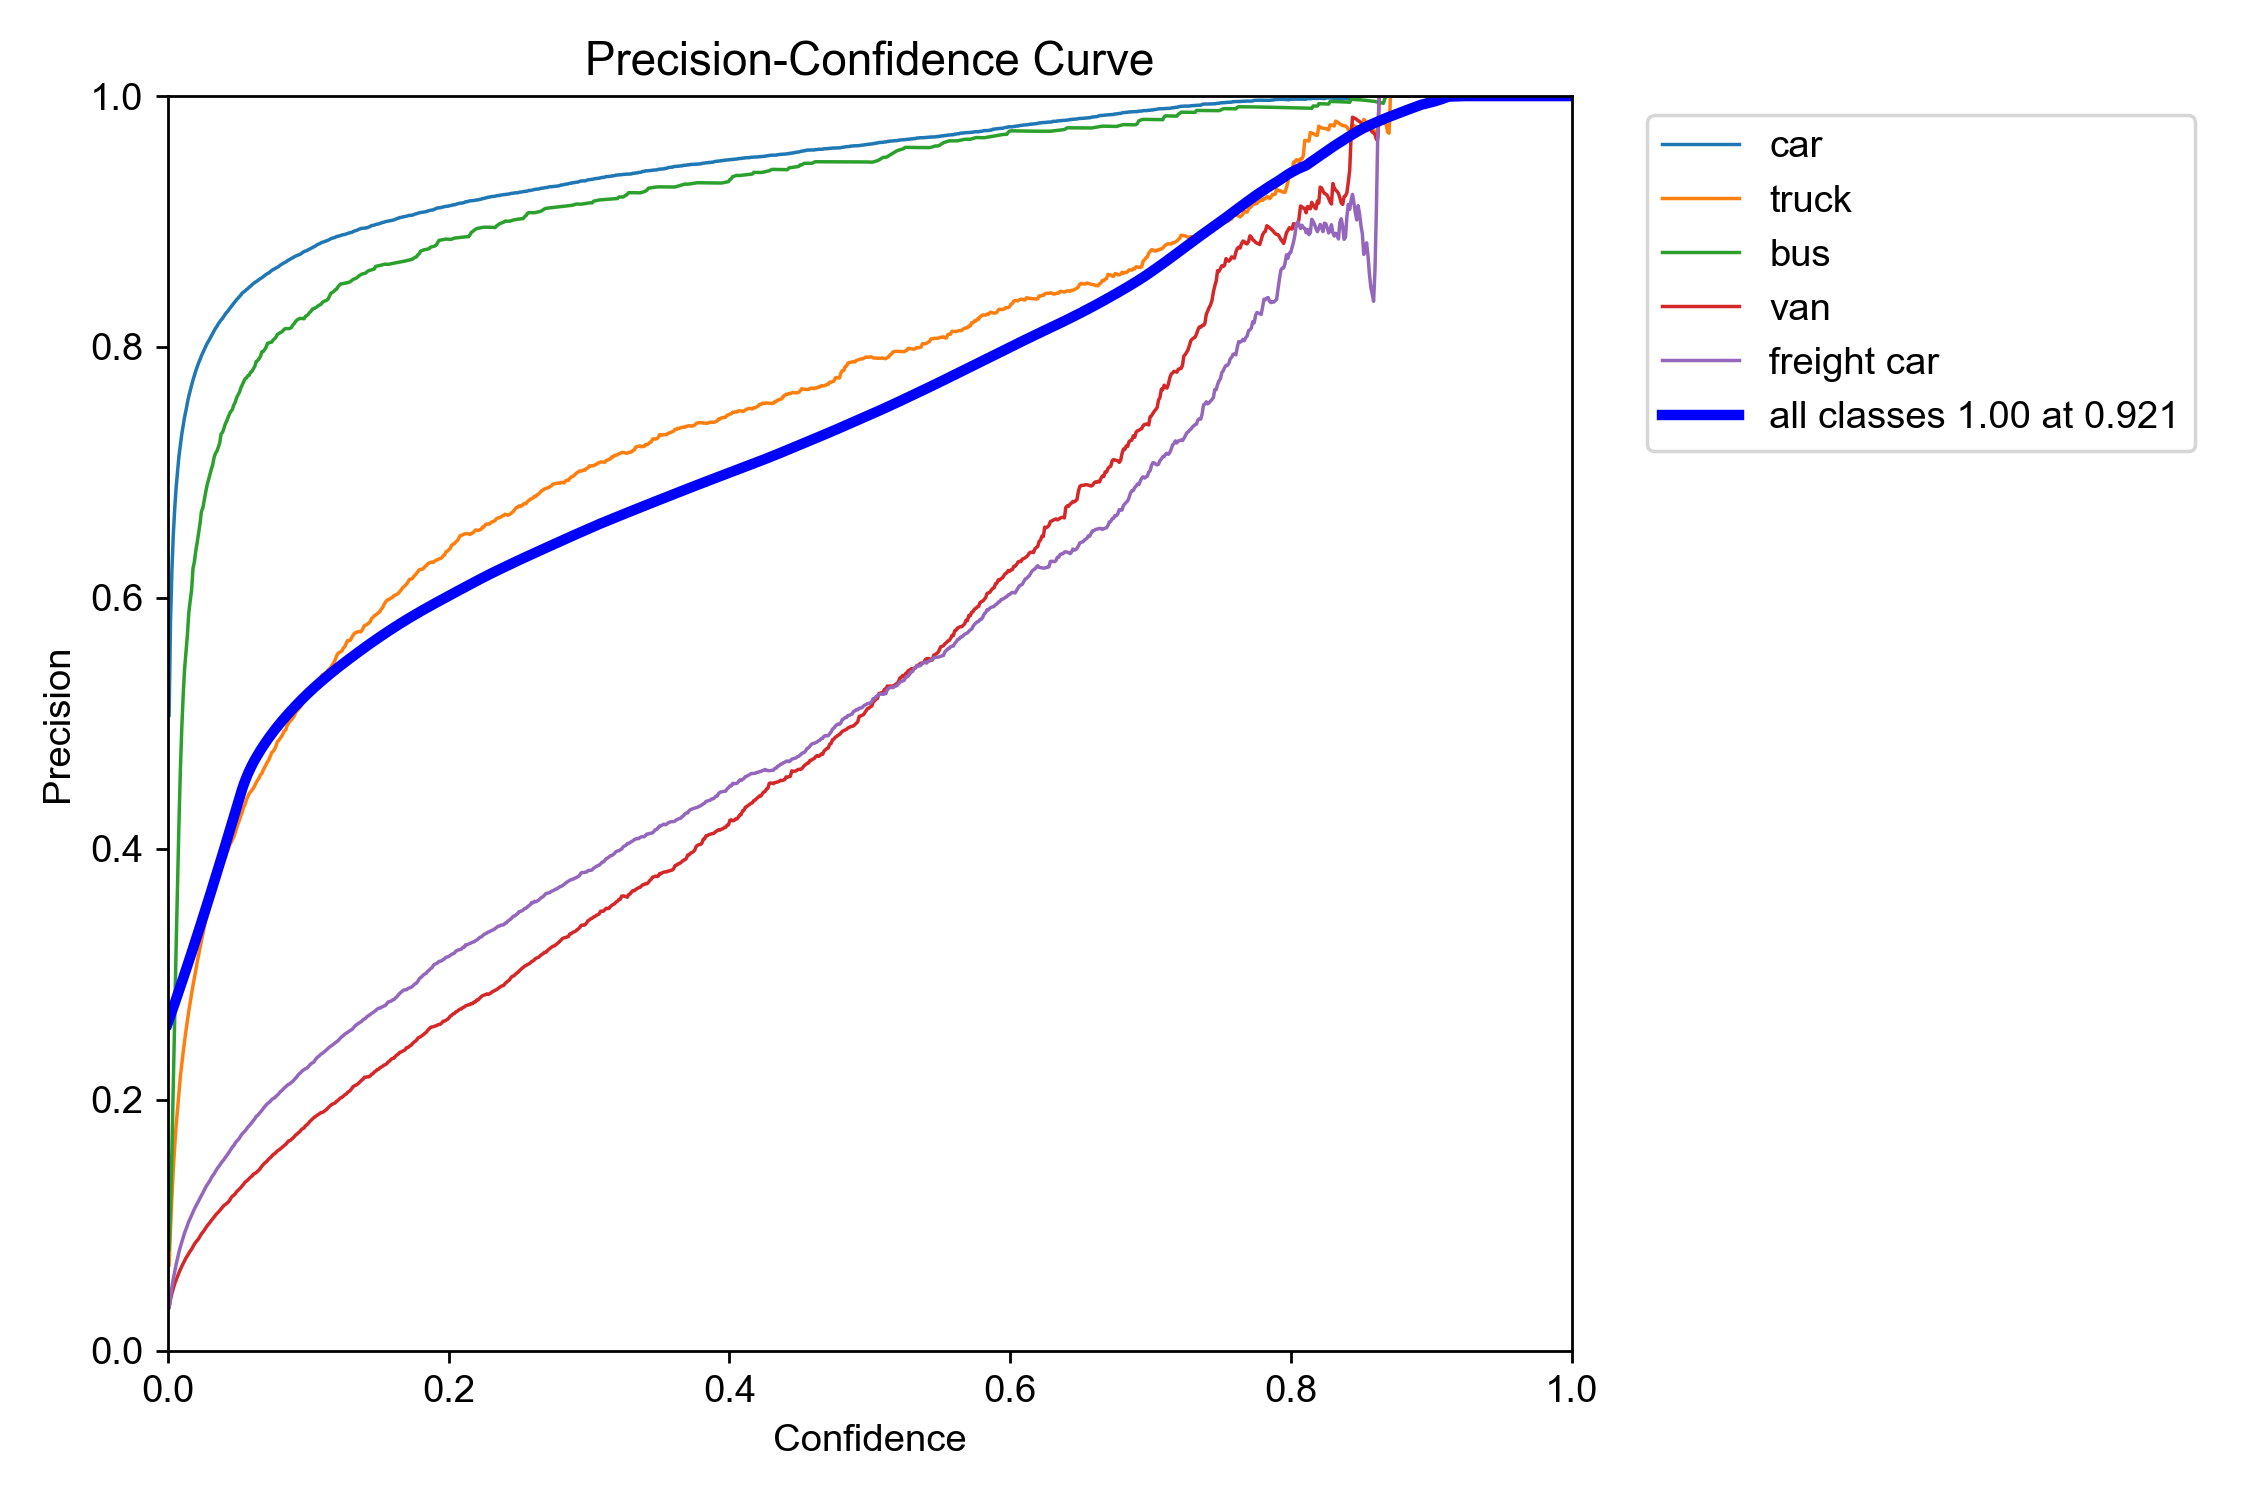 Precision-Confidence Curve
1.0
0.8
0.6
0.4
0.2
0.0
Precision
0.0 0.2 0.4 0.6 0.8 1.0
Confidence
car
truck
bus
van
freight car
all classes 1.00 at 0.921